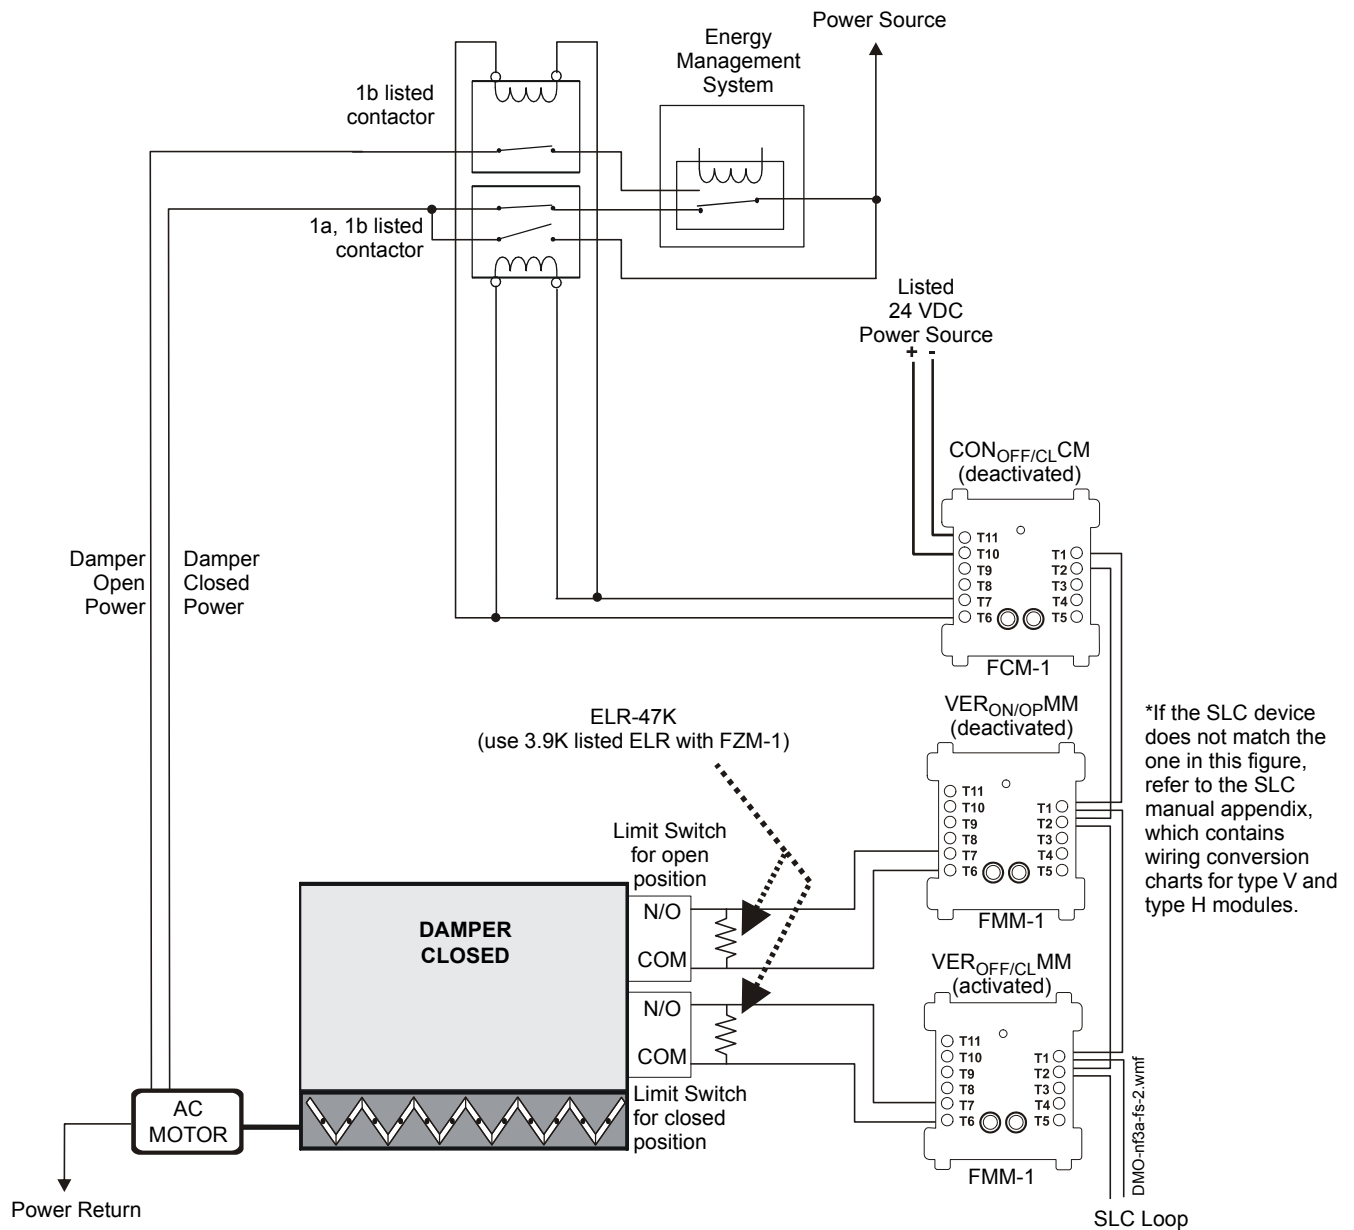 Power Source
Energy
Management
System
1b listed
contactor
1a, 1b listed
contactor
Listed
24 VDC
Power Source
+ -
CONOFF/CLCM
(deactivated)
T11
T10
T9
T8
T7
T6
T1
T2
T3
T4
T5
FCM-1
Damper
Open
Power
Damper
Closed
Power
ELR-47K
(use 3.9K listed ELR with FZM-1)
VERON/OPMM
(deactivated)
T11
T10
T9
T8
T7
T6
T1
T2
T3
T4
T5
FMM-1
*If the SLC device
does not match the
one in this figure,
refer to the SLC
manual appendix,
which contains
wiring conversion
charts for type V and
type H modules.
Limit Switch
for open
position
N/O
COM
DAMPER
CLOSED
N/O
COM
Limit Switch
for closed
position
VEROFF/CLMM
(activated)
T11
T10
T9
T8
T7
T6
T1
T2
T3
T4
T5
FMM-1
DMO-nf3a-fs-2.wmf
AC
MOTOR
Power Return
SLC Loop